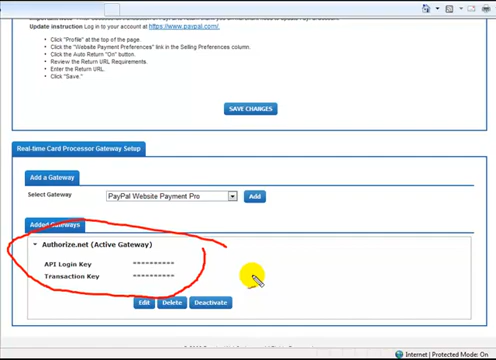 Update instruction Log in to your account at https://www.paypal.com/.
Click "Profile" at the top of the page.
Click the "Website Payment Preferences" link in the Selling Preferences column.
Click the Auto Return "On" button.
Review the Return URL Requirements.
Enter the Return URL.
Click "Save."
SAVE CHANGES
Real-time Card Processor Gateway Setup
Add a Gateway
Select Gateway
PayPal Website Payment Pro
Add
Added Gateways
Authorize.net (Active Gateway)
API Login Key
==========
Transaction Key
==========
Edit
Delete
Deactivate
Internet | Protected Mode: On